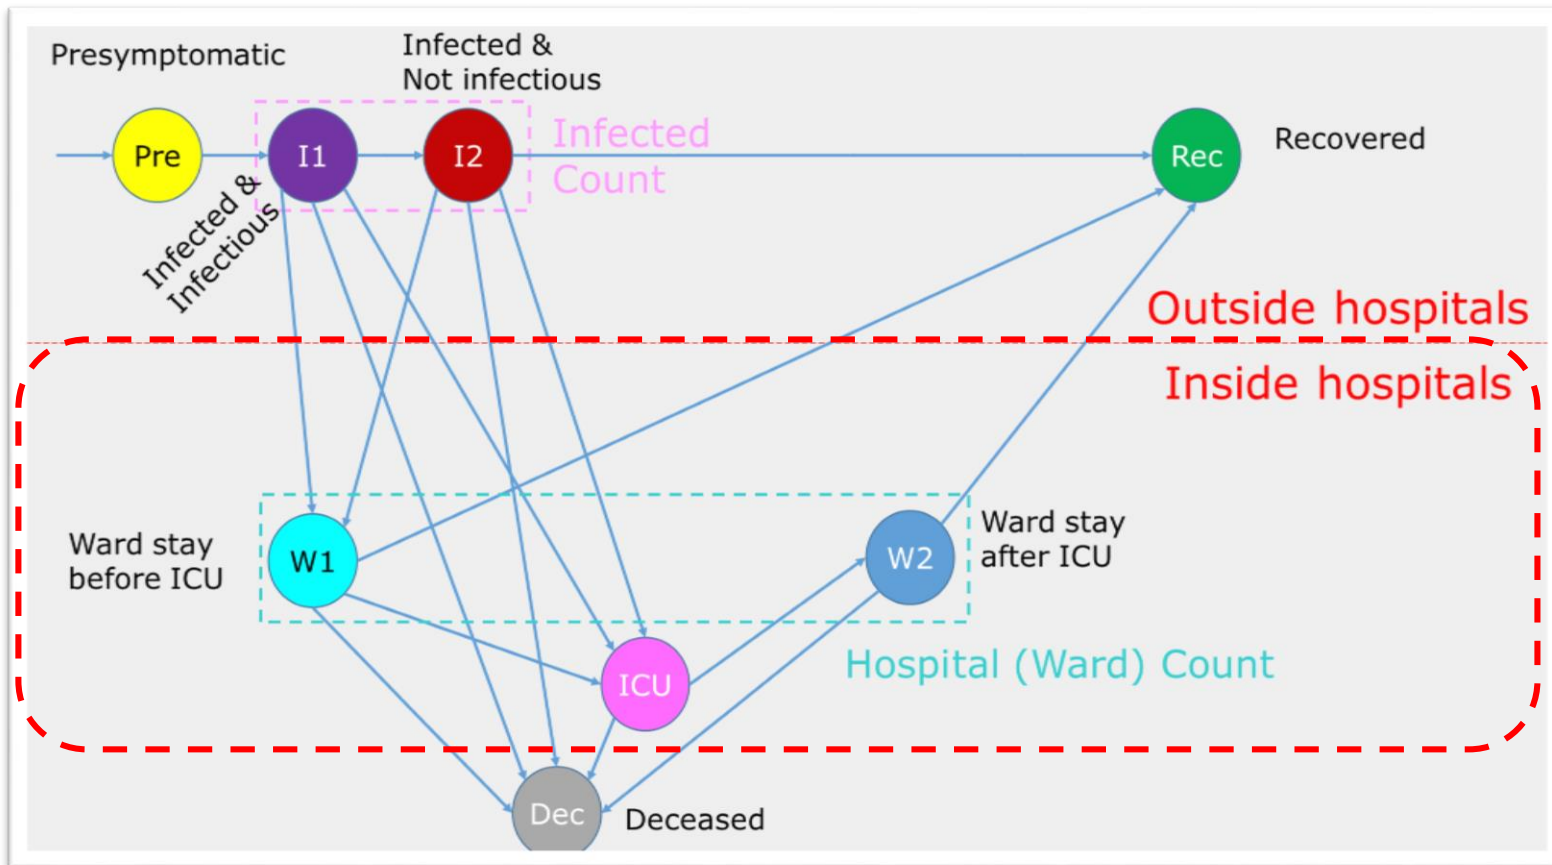 Presymptomatic
Infected &
Not infectious
Pre
I1
I2
Infected
Count
Rec
Recovered
Infected &
Infectious
Outside hospitals
Inside hospitals
Ward stay
before ICU
W1
W2
Ward stay
after ICU
ICU
Hospital (Ward) Count
Dec
Deceased